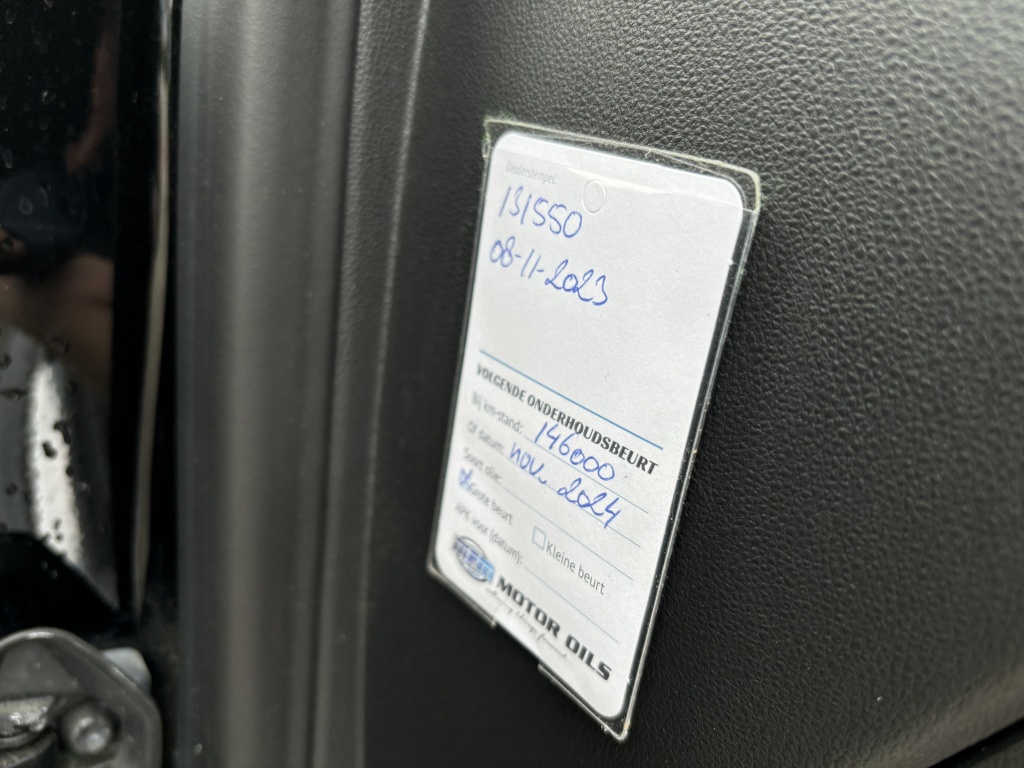 Dealerstempel:
131550
08-11-2023
VOLGENDE ONDERHOUDSBEURT
Bij km-stand: 146000
Of datum: nov. 2024
Soort olie:
Grote beurt Kleine beurt
APK voor (datum):
MOTOR OILS